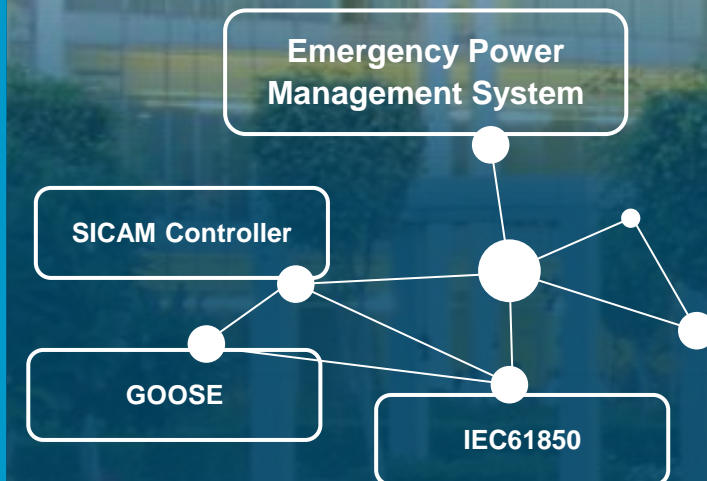 Emergency Power
Management System
SICAM Controller
GOOSE
IEC61850